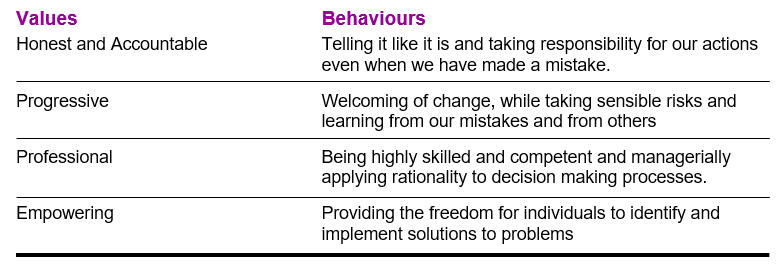 Values Behaviours
Honest and Accountable Telling it like it is and taking responsibility for our actions
even when we have made a mistake.
Progressive Welcoming of change, while taking sensible risks and
learning from our mistakes and from others
Professional Being highly skilled and competent and managerially
applying rationality to decision making processes.
Empowering Providing the freedom for individuals to identify and
implement solutions to problems